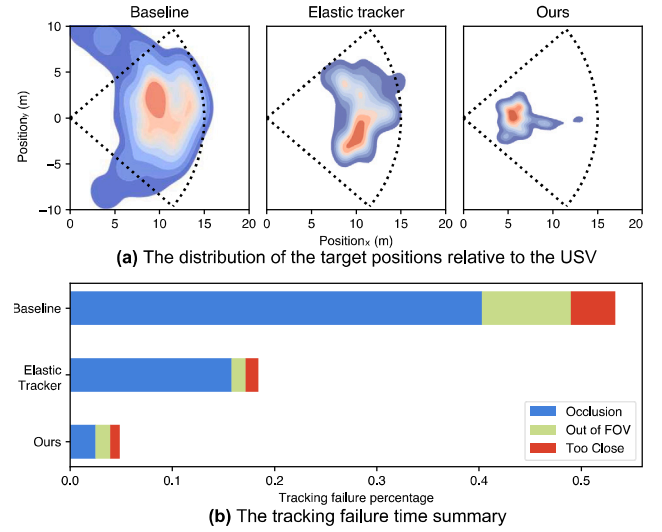 Baseline Elastic tracker Ours
10
5
0
−5
−10
Position_y (m)
0 5 10 15 20 0 5 10 15 20 0 5 10 15 20
Position_x (m)
(a) The distribution of the target positions relative to the USV
Baseline
Elastic
Tracker
Ours
Occlusion
Out of FOV
Too Close
0.0 0.1 0.2 0.3 0.4 0.5
Tracking failure percentage
(b) The tracking failure time summary